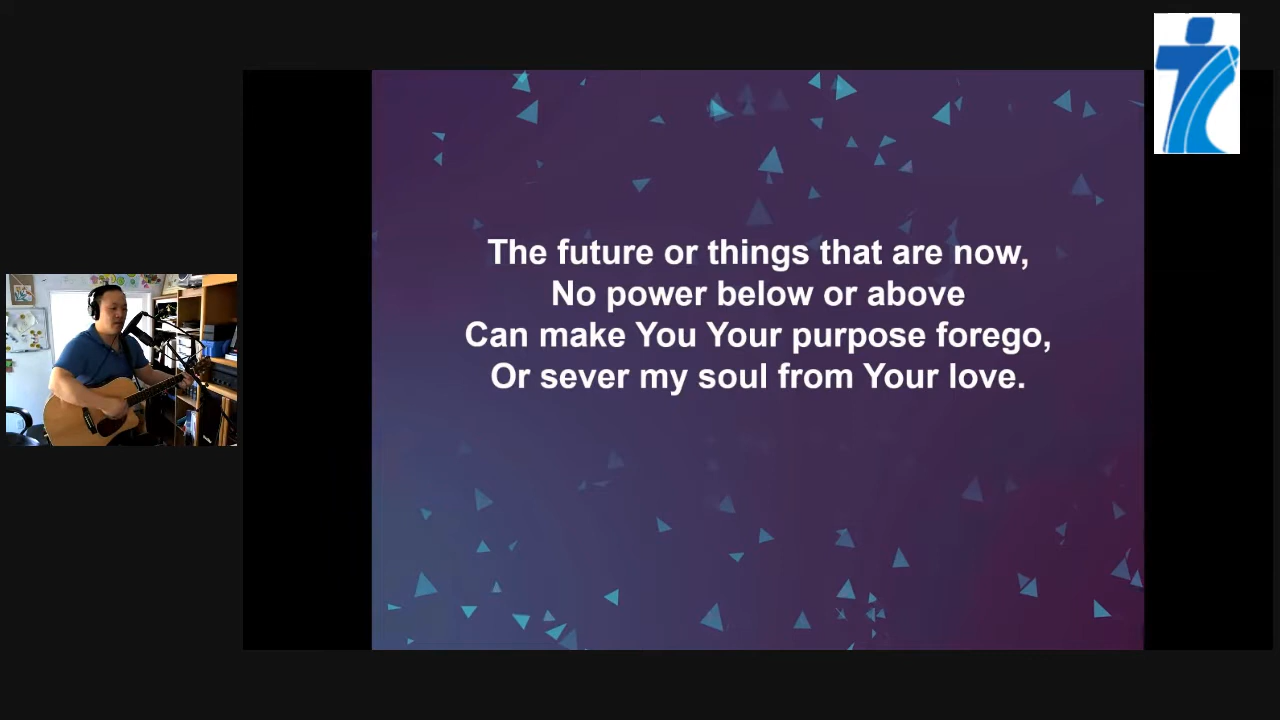 The future or things that are now,
No power below or above
Can make You Your purpose forego,
Or sever my soul from Your love.